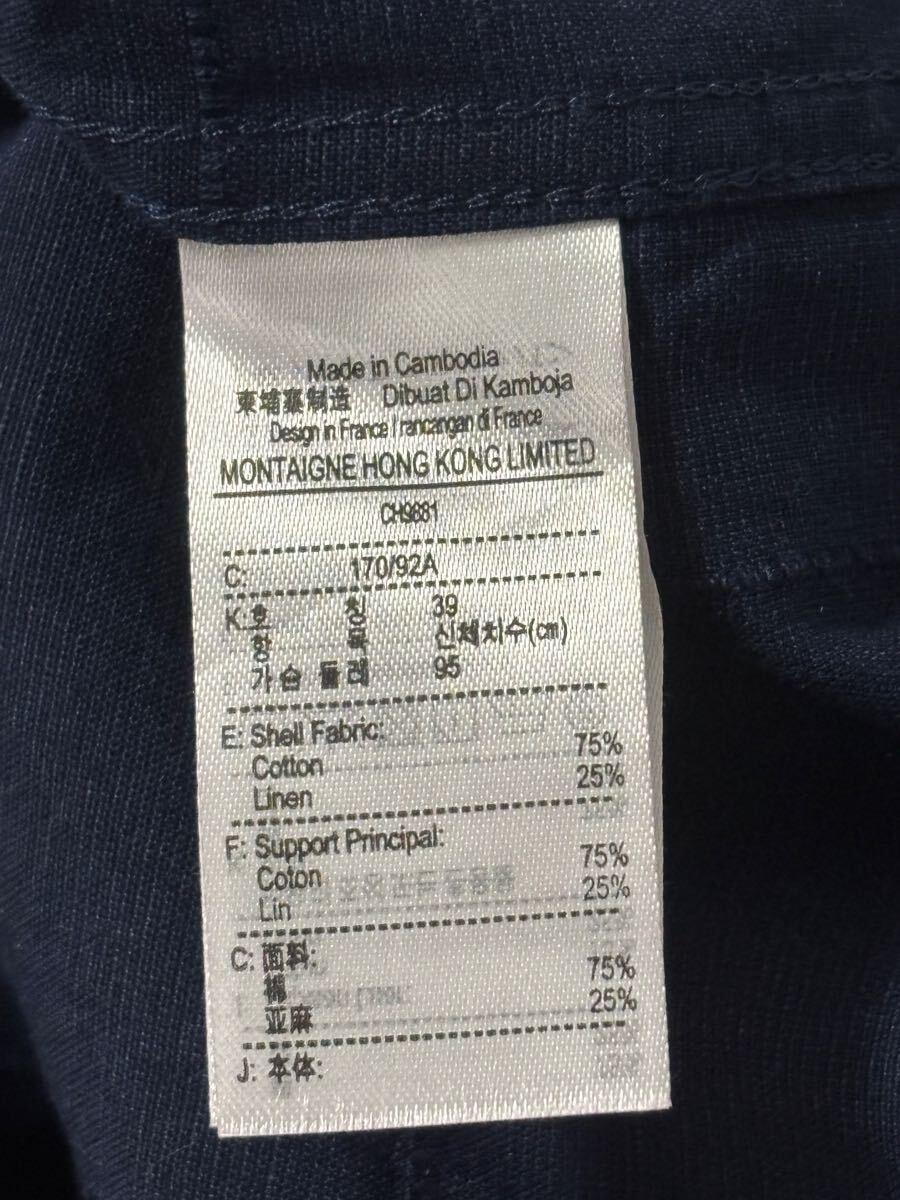 Made in Cambodia
柬埔寨制造 Dibuat Di Kamboja
Design in France / rancangan di France
MONTAIGNE HONG KONG LIMITED
CH9681
C: 170/92A
K: 호 칭 39
항 목 신체치수(㎝)
가슴 둘레 95
E: Shell Fabric:
Cotton 75%
Linen 25%
F: Support Principal:
Coton 75%
Lin 25%
C: 面料:
棉 75%
亚麻 25%
J: 本体: